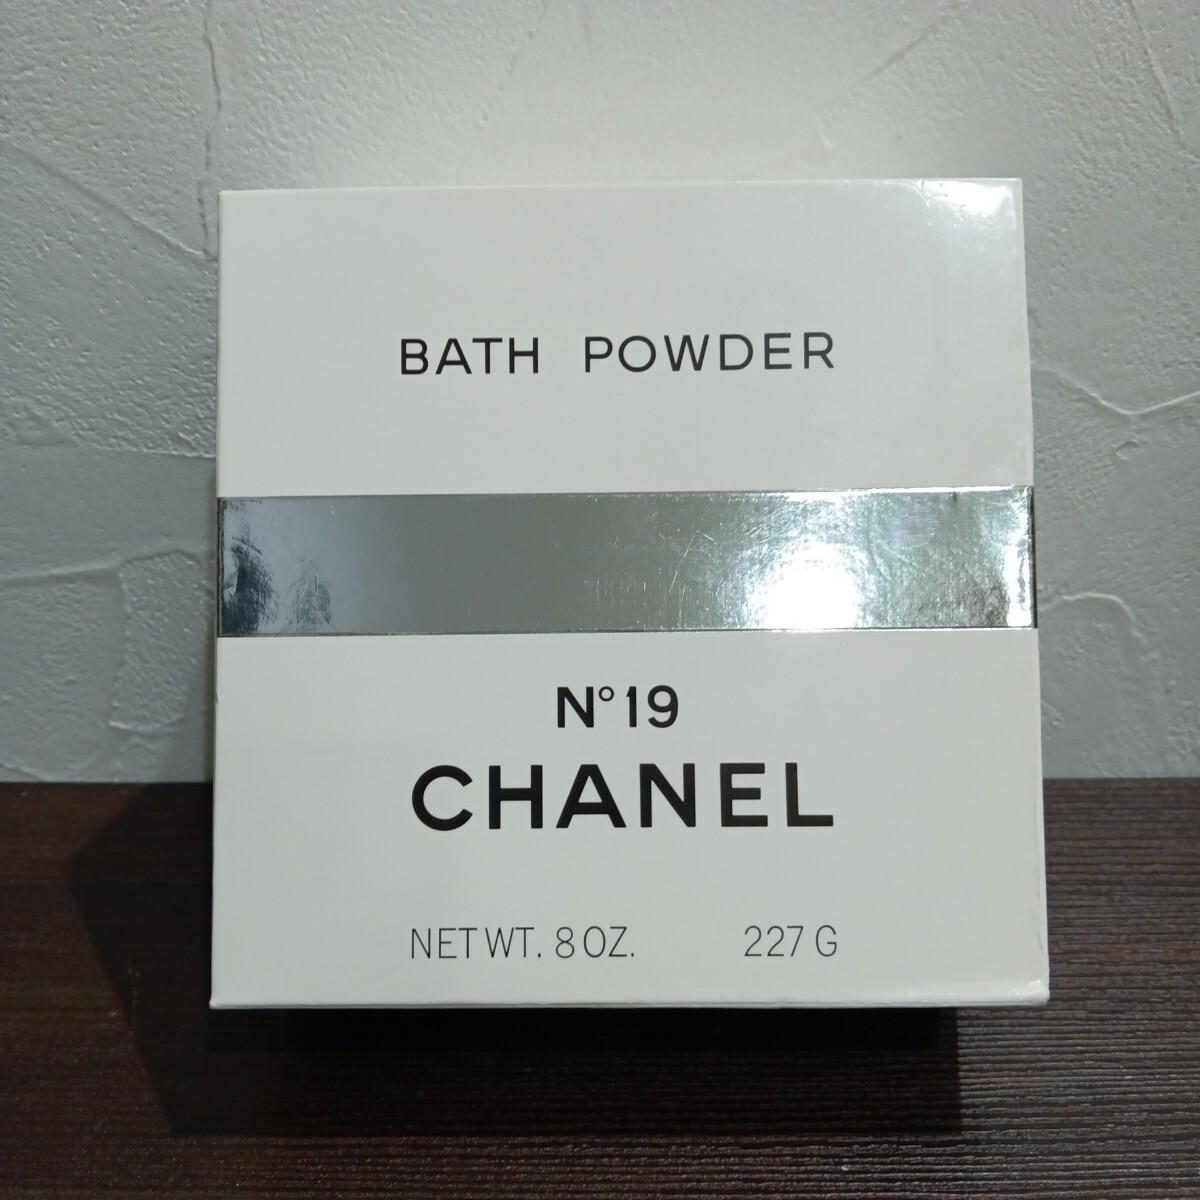 BATH POWDER
N°19
CHANEL
NET WT. 8 OZ. 227 G